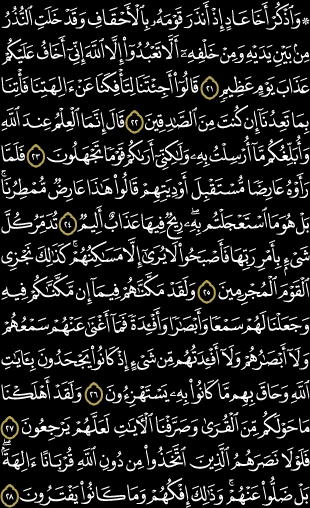 ۞ وَٱذْكُرْ أَخَا عَادٍ إِذْ أَنذَرَ قَوْمَهُۥ بِٱلْأَحْقَافِ وَقَدْ خَلَتِ ٱلنُّذُرُ
مِنۢ بَيْنِ يَدَيْهِ وَمِنْ خَلْفِهِۦٓ أَلَّا تَعْبُدُوٓا۟ إِلَّا ٱللَّهَ إِنِّىٓ أَخَافُ عَلَيْكُمْ
عَذَابَ يَوْمٍ عَظِيمٍ ٢١ قَالُوٓا۟ أَجِئْتَنَا لِتَأْفِكَنَا عَنْ ءَالِهَتِنَا فَأْتِنَا
بِمَا تَعِدُنَآ إِن كُنتَ مِنَ ٱلصَّـٰدِقِينَ ٢٢ قَالَ إِنَّمَا ٱلْعِلْمُ عِندَ ٱللَّهِ
وَأُبَلِّغُكُم مَّآ أُرْسِلْتُ بِهِۦ وَلَـٰكِنِّىٓ أَرَىٰكُمْ قَوْمًا تَجْهَلُونَ ٢٣ فَلَمَّا
رَأَوْهُ عَارِضًا مُّسْتَقْبِلَ أَوْدِيَتِهِمْ قَالُوا۟ هَـٰذَا عَارِضٌ مُّمْطِرُنَا ۚ
بَلْ هُوَ مَا ٱسْتَعْجَلْتُم بِهِۦ ۖ رِيحٌ فِيهَا عَذَابٌ أَلِيمٌ ٢٤ تُدَمِّرُ كُلَّ
شَىْءٍۭ بِأَمْرِ رَبِّهَا فَأَصْبَحُوا۟ لَا يُرَىٰٓ إِلَّا مَسَـٰكِنُهُمْ ۚ كَذَٰلِكَ نَجْزِى
ٱلْقَوْمَ ٱلْمُجْرِمِينَ ٢٥ وَلَقَدْ مَكَّنَّـٰهُمْ فِيمَآ إِن مَّكَّنَّـٰكُمْ فِيهِ
وَجَعَلْنَا لَهُمْ سَمْعًا وَأَبْصَـٰرًا وَأَفْـِٔدَةً فَمَآ أَغْنَىٰ عَنْهُمْ سَمْعُهُمْ
وَلَآ أَبْصَـٰرُهُمْ وَلَآ أَفْـِٔدَتُهُم مِّن شَىْءٍ إِذْ كَانُوا۟ يَجْحَدُونَ بِـَٔايَـٰتِ
ٱللَّهِ وَحَاقَ بِهِم مَّا كَانُوا۟ بِهِۦ يَسْتَهْزِءُونَ ٢٦ وَلَقَدْ أَهْلَكْنَا
مَا حَوْلَكُم مِّنَ ٱلْقُرَىٰ وَصَرَّفْنَا ٱلْـَٔايَـٰتِ لَعَلَّهُمْ يَرْجِعُونَ ٢٧
فَلَوْلَا نَصَرَهُمُ ٱلَّذِينَ ٱتَّخَذُوا۟ مِن دُونِ ٱللَّهِ قُرْبَانًا ءَالِهَةًۢ ۖ
بَلْ ضَلُّوا۟ عَنْهُمْ ۚ وَذَٰلِكَ إِفْكُهُمْ وَمَا كَانُوا۟ يَفْتَرُونَ ٢٨